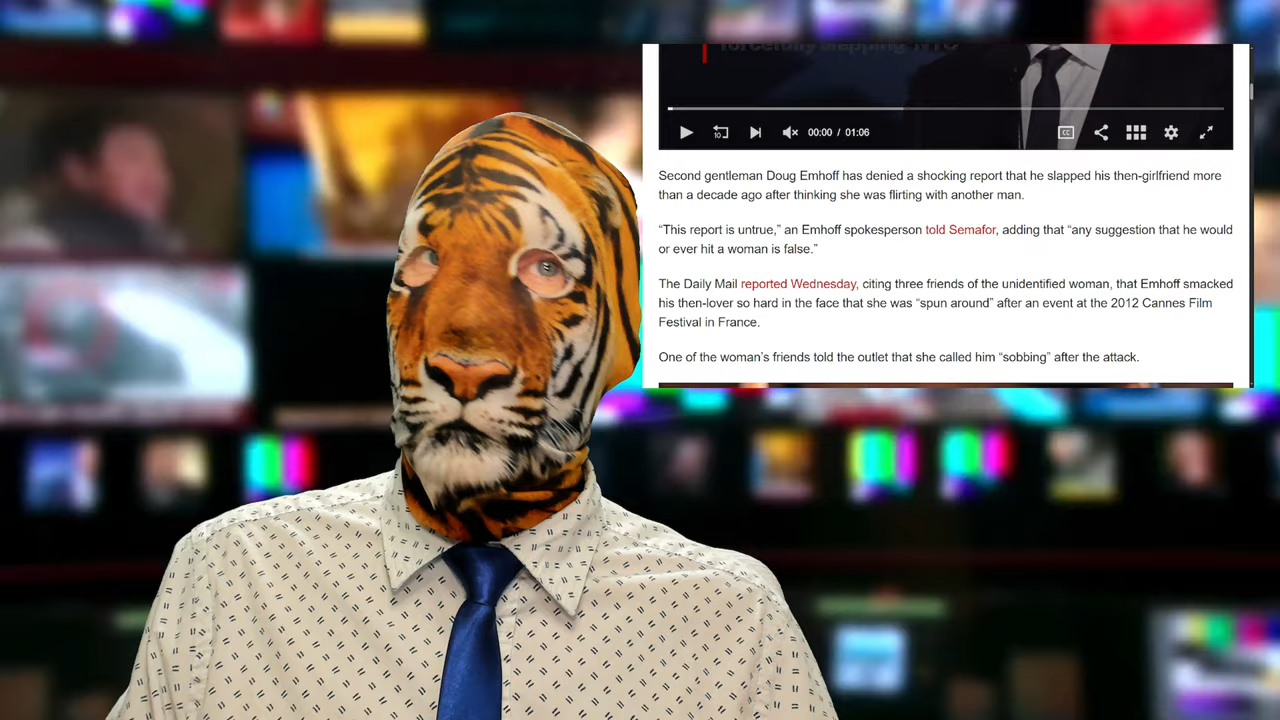 forcefully slapping NYC
10
00:00 / 01:06
CC
Second gentleman Doug Emhoff has denied a shocking report that he slapped his then-girlfriend more
than a decade ago after thinking she was flirting with another man.
“This report is untrue,” an Emhoff spokesperson told Semafor, adding that “any suggestion that he would
or ever hit a woman is false.”
The Daily Mail reported Wednesday, citing three friends of the unidentified woman, that Emhoff smacked
his then-lover so hard in the face that she was “spun around” after an event at the 2012 Cannes Film
Festival in France.
One of the woman’s friends told the outlet that she called him “sobbing” after the attack.